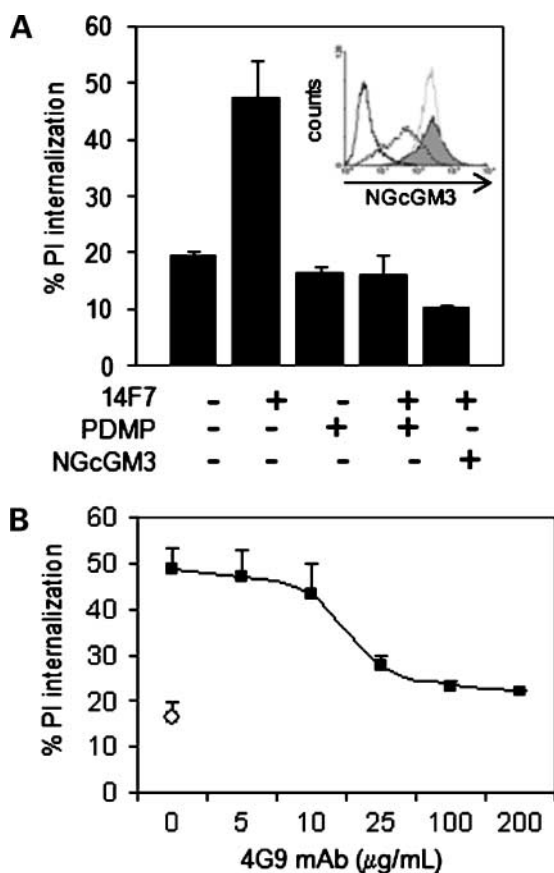 A
60
50
40
30
20
10
0
% PI internalization
counts
NGcGM3
14F7 - + - + +
PDMP - - + + -
NGcGM3 - - - - +
B
60
50
40
30
20
10
0
% PI internalization
0 5 10 25 100 200
4G9 mAb (μg/mL)